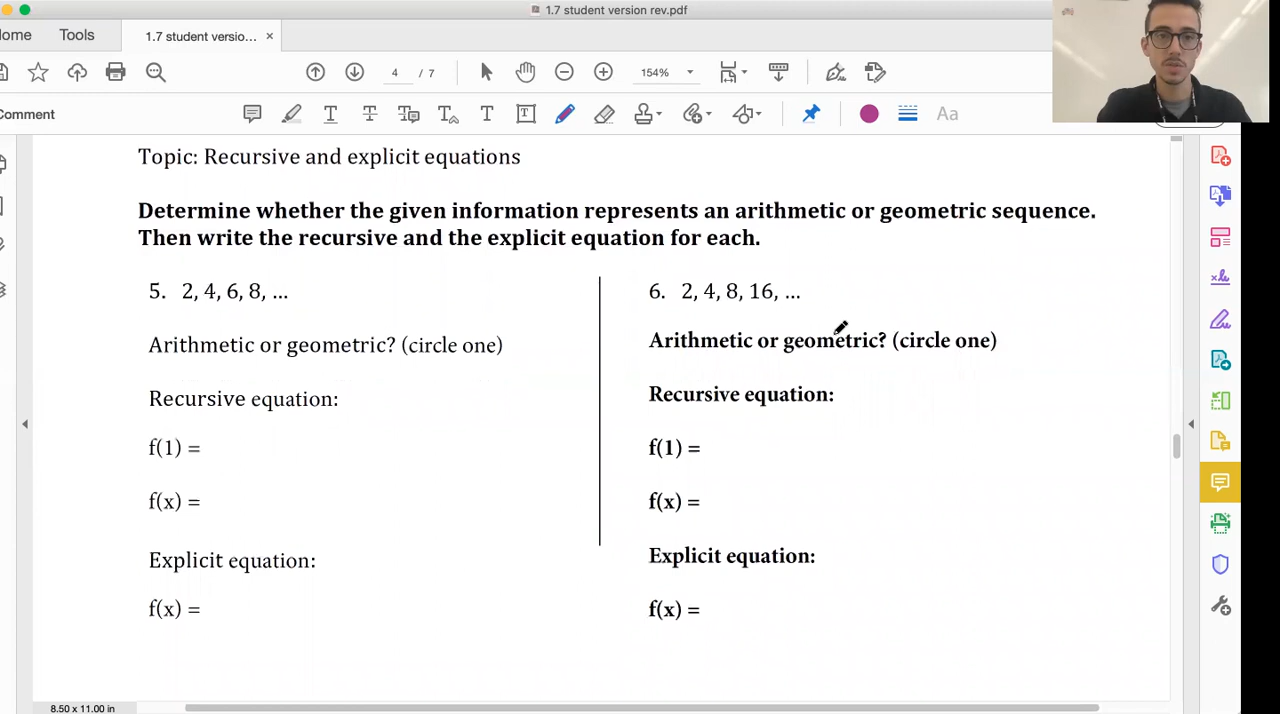 1.7 student version rev.pdf
ome
Tools
1.7 student versio...
×
4 / 7
154%
Comment
Aa
Topic: Recursive and explicit equations
Determine whether the given information represents an arithmetic or geometric sequence.
Then write the recursive and the explicit equation for each.
5. 2, 4, 6, 8, ...
Arithmetic or geometric? (circle one)
Recursive equation:
f(1) =
f(x) =
Explicit equation:
f(x) =
6. 2, 4, 8, 16, ...
Arithmetic or geometric? (circle one)
Recursive equation:
f(1) =
f(x) =
Explicit equation:
f(x) =
8.50 x 11.00 in